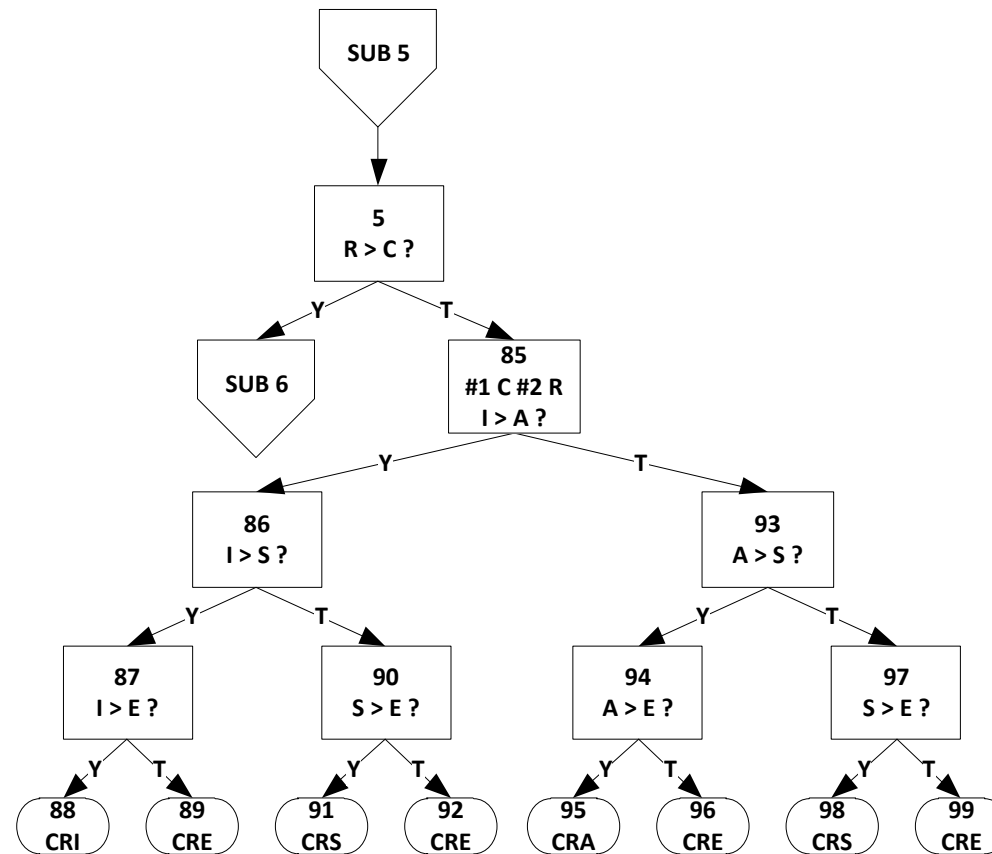 SUB 5
5
R > C ?
Y
T
SUB 6
85
#1 C #2 R
I > A ?
Y
T
86
I > S ?
93
A > S ?
Y
T
Y
T
87
I > E ?
90
S > E ?
94
A > E ?
97
S > E ?
Y
T
Y
T
Y
T
Y
T
88
CRI
89
CRE
91
CRS
92
CRE
95
CRA
96
CRE
98
CRS
99
CRE